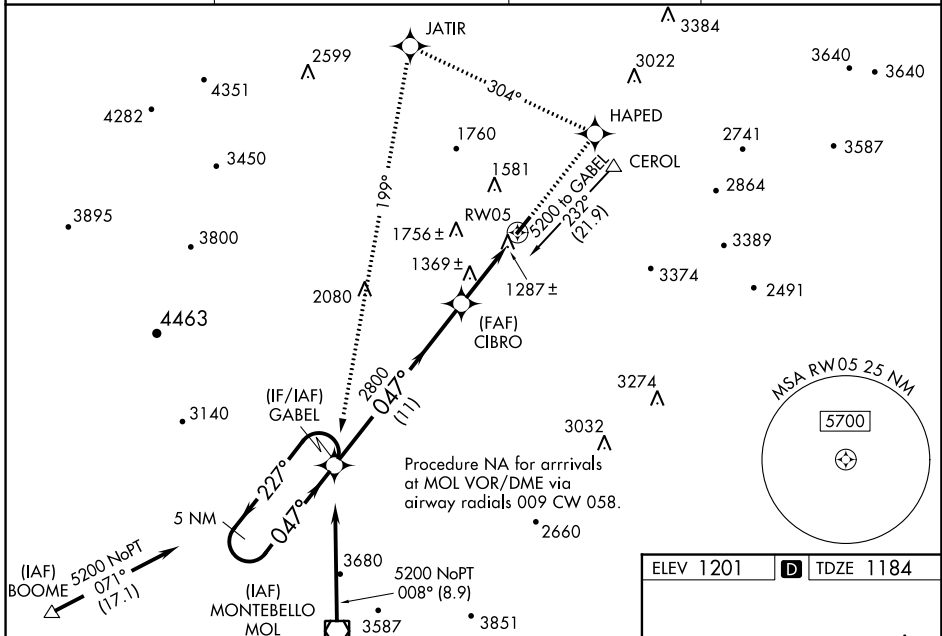 JATIR
3384
2599
3022
3640
3640
4351
4282
304°
HAPED
1760
2741
3587
3450
CEROL
1581
2864
199°
RW05
5200 to GABEL
232°
(21.9)
3895
1756 ±
3800
3389
1369 ±
3374
2080
1287 ±
2491
4463
(FAF)
CIBRO
2800
047°
(11)
MSA RW05 25 NM
5700
(IF/IAF)
GABEL
3274
3140
3032
Procedure NA for arrrivals
at MOL VOR/DME via
airway radials 009 CW 058.
227°
047°
5 NM
2660
(IAF)
BOOME
5200 NoPT
071°
(17.1)
3680
5200 NoPT
008° (8.9)
(IAF)
MONTEBELLO
MOL
3587
3851
ELEV 1201 D TDZE 1184